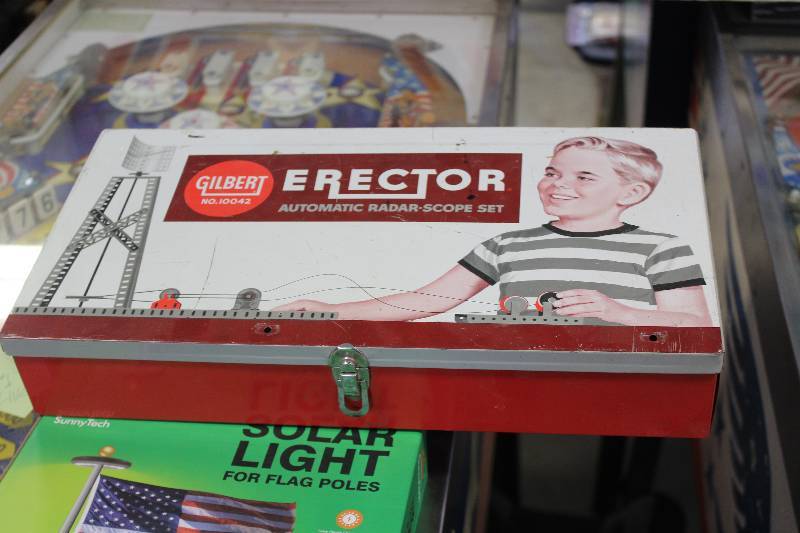 GILBERT
NO. 10042
ERECTOR
AUTOMATIC RADAR-SCOPE SET
SunnyTech
SOLAR
LIGHT
FOR FLAG POLES